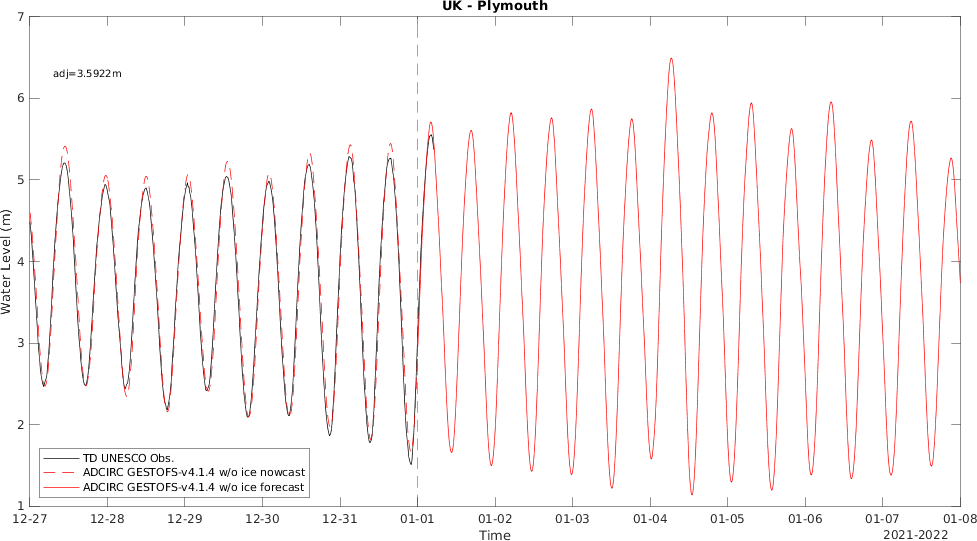 UK - Plymouth
7
adj=3.5922m
6
5
4
3
2
1
Water Level (m)
TD UNESCO Obs.
ADCIRC GESTOFS-v4.1.4 w/o ice nowcast
ADCIRC GESTOFS-v4.1.4 w/o ice forecast
12-27 12-28 12-29 12-30 12-31 01-01 01-02 01-03 01-04 01-05 01-06 01-07 01-08
Time
2021-2022